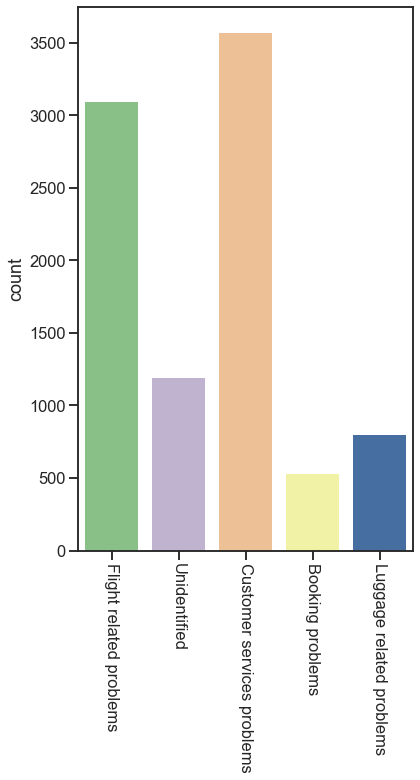 3500
3000
2500
2000
1500
1000
500
0
count
Flight related problems
Unidentified
Customer services problems
Booking problems
Luggage related problems